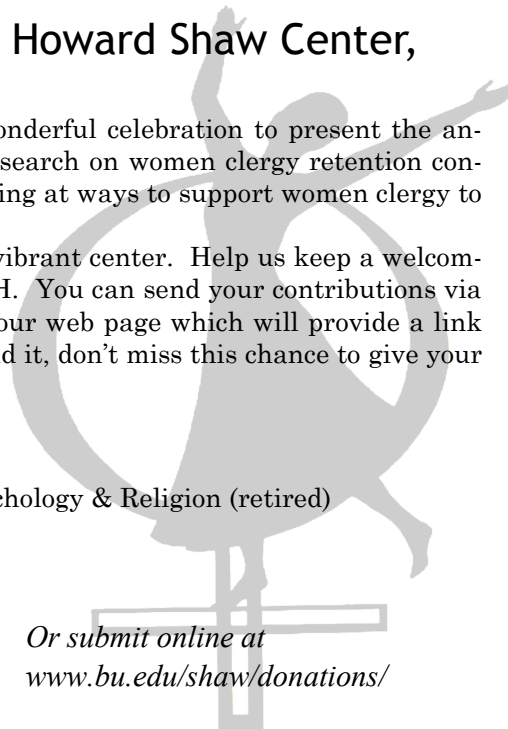 Howard Shaw Center,
onderful celebration to present the an-
search on women clergy retention con-
ing at ways to support women clergy to
vibrant center. Help us keep a welcom-
H. You can send your contributions via
our web page which will provide a link
d it, don't miss this chance to give your
chology & Religion (retired)
Or submit online at
www.bu.edu/shaw/donations/